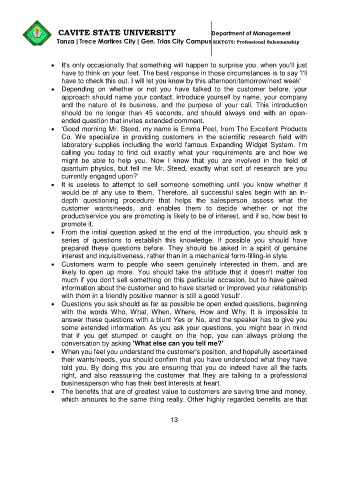 CAVITE STATE UNIVERSITY
Department of Management
Tanza | Trece Martires City | Gen. Trias City Campus
MKTG75: Professional Salesmanship
• It's only occasionally that something will happen to surprise you, when you'll just
have to think on your feet. The best response in those circumstances is to say 'I'll
have to check this out. I will let you know by this afternoon/tomorrow/next week'
• Depending on whether or not you have talked to the customer before, your
approach should name your contact, introduce yourself by name, your company
and the nature of its business, and the purpose of your call. This introduction
should be no longer than 45 seconds, and should always end with an open-
ended question that invites extended comment.
• 'Good morning Mr. Steed, my name is Emma Peel, from The Excellent Products
Co. We specialize in providing customers in the scientific research field with
laboratory supplies including the world famous Expanding Widget System. I'm
calling you today to find out exactly what your requirements are and how we
might be able to help you. Now I know that you are involved in the field of
quantum physics, but tell me Mr. Steed, exactly what sort of research are you
currently engaged upon?'
• It is useless to attempt to sell someone something until you know whether it
would be of any use to them. Therefore, all successful sales begin with an in-
depth questioning procedure that helps the salesperson assess what the
customer wants/needs, and enables them to decide whether or not the
product/service you are promoting is likely to be of interest, and if so, how best to
promote it.
• From the initial question asked at the end of the introduction, you should ask a
series of questions to establish this knowledge. If possible you should have
prepared these questions before. They should be asked in a spirit of genuine
interest and inquisitiveness, rather than in a mechanical form-filling-in style.
• Customers warm to people who seem genuinely interested in them, and are
likely to open up more. You should take the attitude that it doesn't matter too
much if you don't sell something on this particular occasion, but to have gained
information about the customer and to have started or improved your relationship
with them in a friendly positive manner is still a good 'result'.
• Questions you ask should as far as possible be open ended questions, beginning
with the words Who, What, When, Where, How and Why. It is impossible to
answer these questions with a blunt Yes or No, and the speaker has to give you
some extended information. As you ask your questions, you might bear in mind
that if you get stumped or caught on the hop, you can always prolong the
conversation by asking 'What else can you tell me?'
• When you feel you understand the customer's position, and hopefully ascertained
their wants/needs, you should confirm that you have understood what they have
told you. By doing this you are ensuring that you do indeed have all the facts
right, and also reassuring the customer that they are talking to a professional
businessperson who has their best interests at heart.
• The benefits that are of greatest value to customers are saving time and money,
which amounts to the same thing really. Other highly regarded benefits are that
13